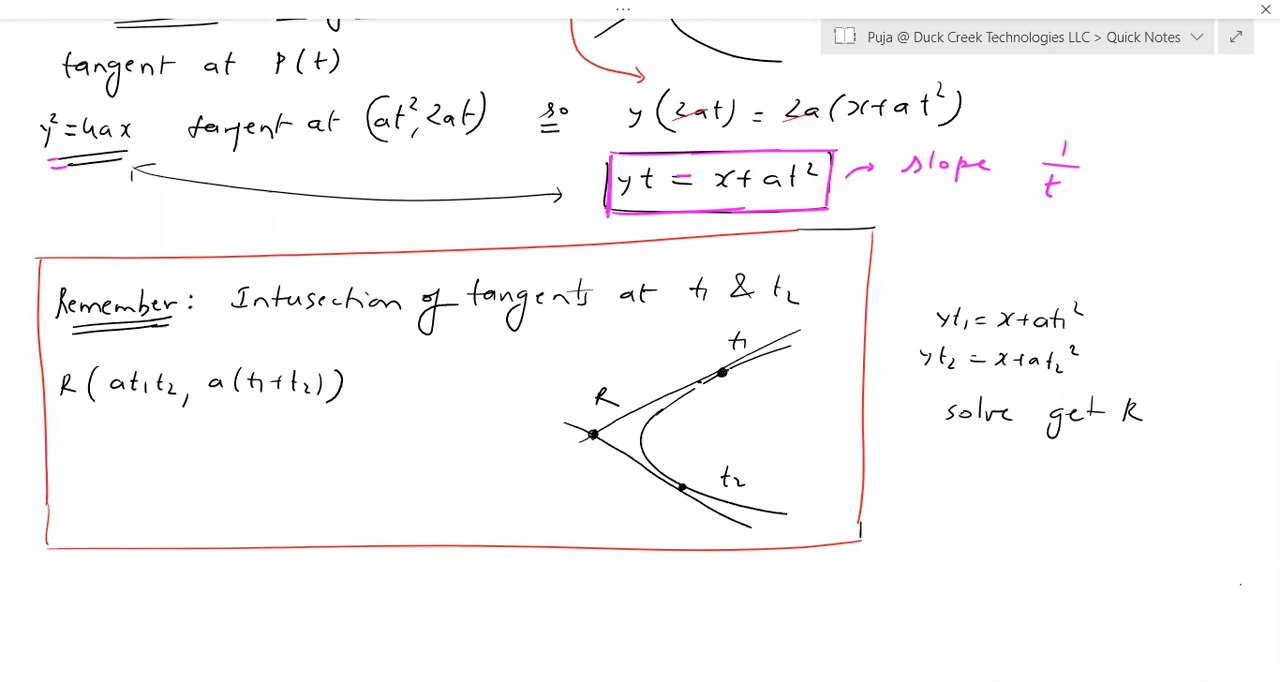 Puja @ Duck Creek Technologies LLC > Quick Notes
tangent at P(t)
y² = 4ax tangent at (at², 2at) so y(2at) = 2a(x+at²)
yt = x+at² → slope 1/t
Remember: Intusection of tangents at t₁ & t₂
R(at₁t₂, a(t₁+t₂))
t₁
R
t₂
yt₁ = x+at₁²
yt₂ = x+at₂²
solve get R